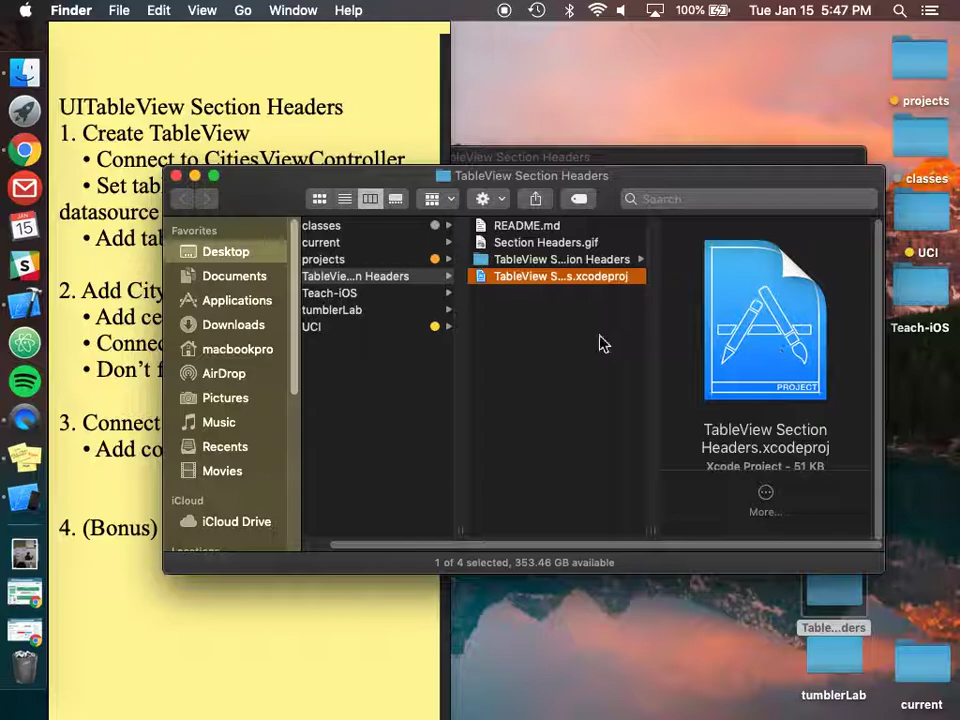 Finder File Edit View Go Window Help 100% Tue Jan 15 5:47 PM
UITableView Section Headers
1. Create TableView
• Connect to CitiesViewController
• Set tab
datasource
• Add tab
2. Add City
• Add ce
• Connec
• Don't f
3. Connect
• Add co
4. (Bonus)
TableView Section Headers
Search
Favorites
Desktop
Documents
Applications
Downloads
macbookpro
AirDrop
Pictures
Music
Recents
Movies
iCloud
iCloud Drive
classes
current
projects
TableVie...n Headers
Teach-iOS
tumblerLab
UCI
README.md
Section Headers.gif
TableView S...ion Headers
TableView S...s.xcodeproj
PROJECT
TableView Section
Headers.xcodeproj
Xcode Project - 51 KB
More...
1 of 4 selected, 353.46 GB available
projects
classes
UCI
Teach-iOS
Table...ders
tumblerLab
current
JAN
15